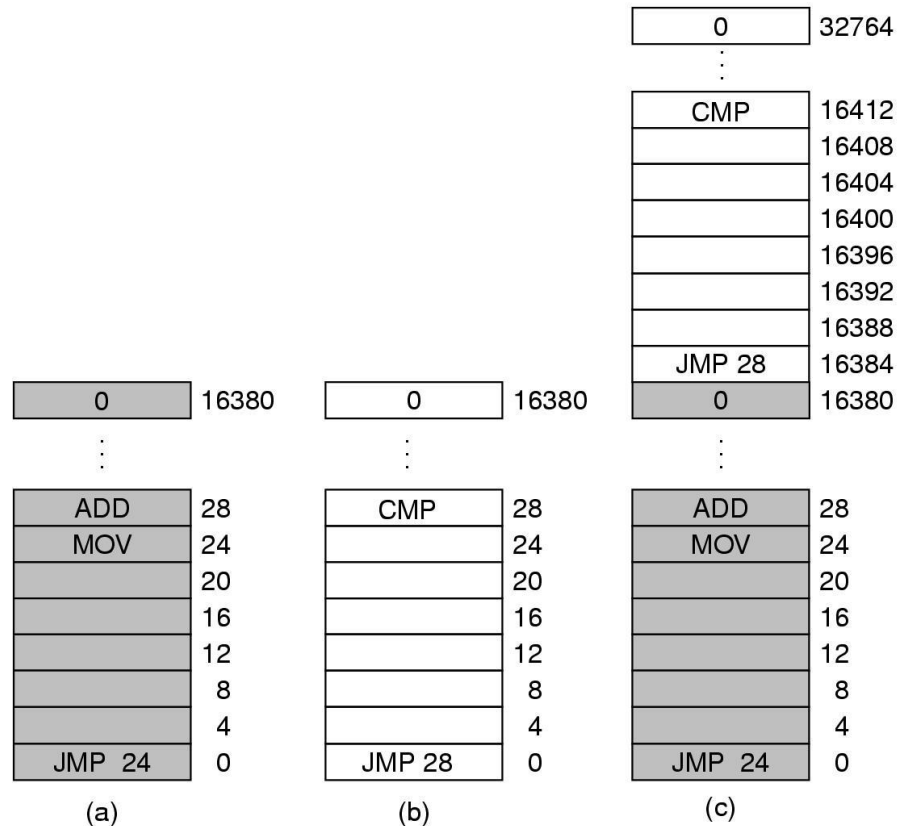 0 32764
CMP 16412
16408
16404
16400
16396
16392
16388
JMP 28 16384
0 16380 0 16380 0 16380
ADD 28 CMP 28 ADD 28
MOV 24 24 MOV 24
20 20 20
16 16 16
12 12 12
8 8 8
4 4 4
JMP 24 0 JMP 28 0 JMP 24 0
(a) (b) (c)